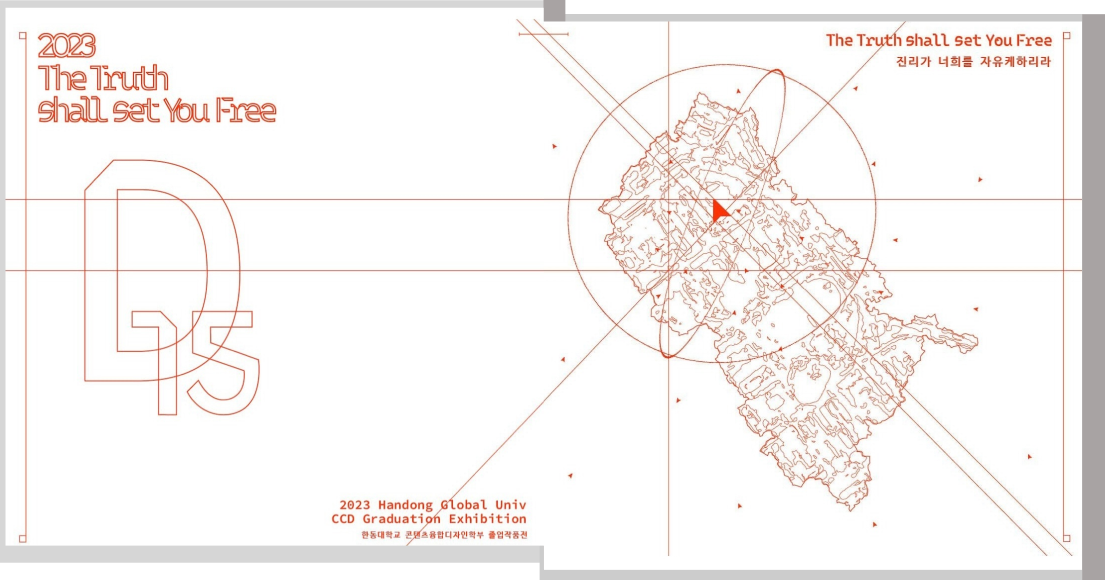 2023
The Truth
shall set You Free
D
15
2023 Handong Global Univ
CCD Graduation Exhibition
한동대학교 콘텐츠융합디자인학부 졸업작품전
The Truth shall set You Free
진리가 너희를 자유케하리라